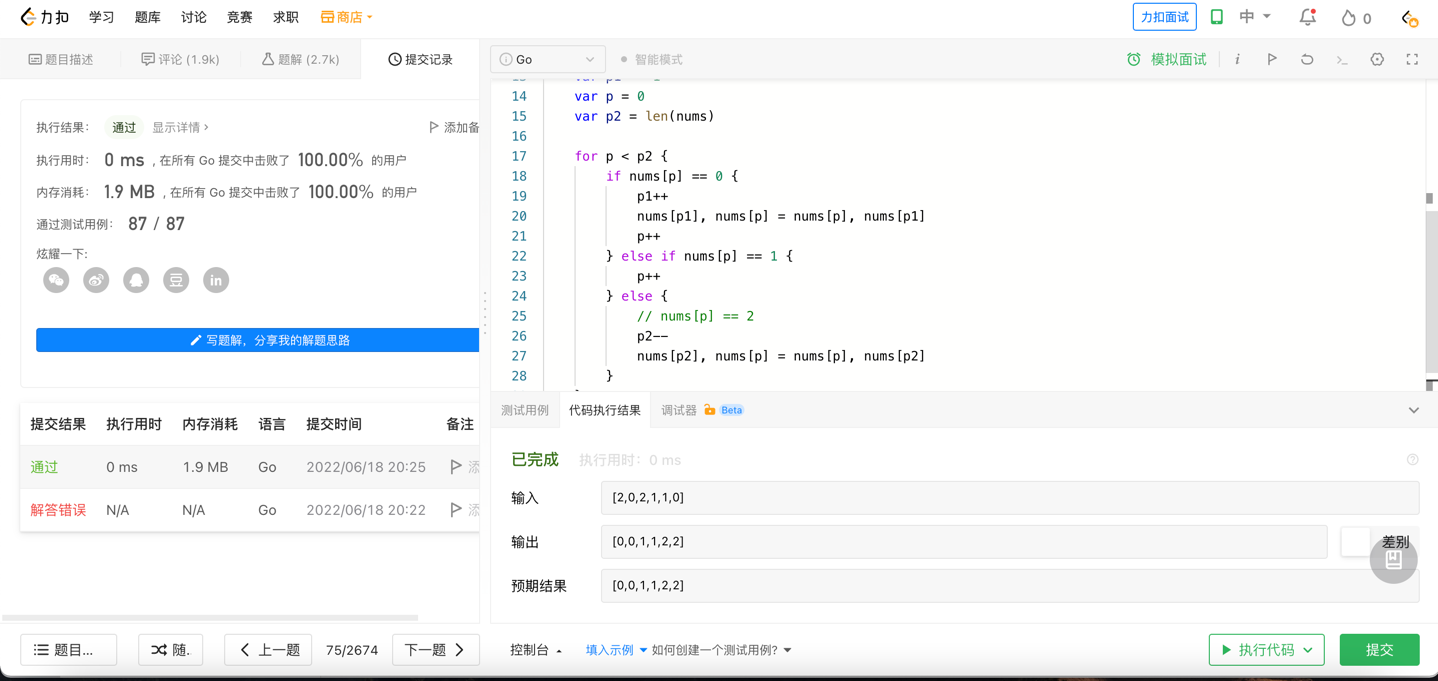 力扣 学习 题库 讨论 竞赛 求职 商店 力扣面试 中 0
题目描述 评论 (1.9k) 题解 (2.7k) 提交记录
执行结果： 通过 显示详情 › 添加备
执行用时： 0 ms , 在所有 Go 提交中击败了 100.00% 的用户
内存消耗： 1.9 MB , 在所有 Go 提交中击败了 100.00% 的用户
通过测试用例： 87 / 87
炫耀一下:
豆 in
写题解，分享我的解题思路
提交结果 执行用时 内存消耗 语言 提交时间 备注
通过 0 ms 1.9 MB Go 2022/06/18 20:25 添
解答错误 N/A N/A Go 2022/06/18 20:22 添
题目... 随. 上一题 75/2674 下一题
i Go 智能模式 模拟面试 i
14 var p = 0
15 var p2 = len(nums)
16
17 for p < p2 {
18 if nums[p] == 0 {
19 p1++
20 nums[p1], nums[p] = nums[p], nums[p1]
21 p++
22 } else if nums[p] == 1 {
23 p++
24 } else {
25 // nums[p] == 2
26 p2--
27 nums[p2], nums[p] = nums[p], nums[p2]
28 }
测试用例 代码执行结果 调试器 Beta
已完成 执行用时：0 ms
输入 [2,0,2,1,1,0]
输出 [0,0,1,1,2,2] 差别
预期结果 [0,0,1,1,2,2]
控制台 填入示例 如何创建一个测试用例? 执行代码 提交